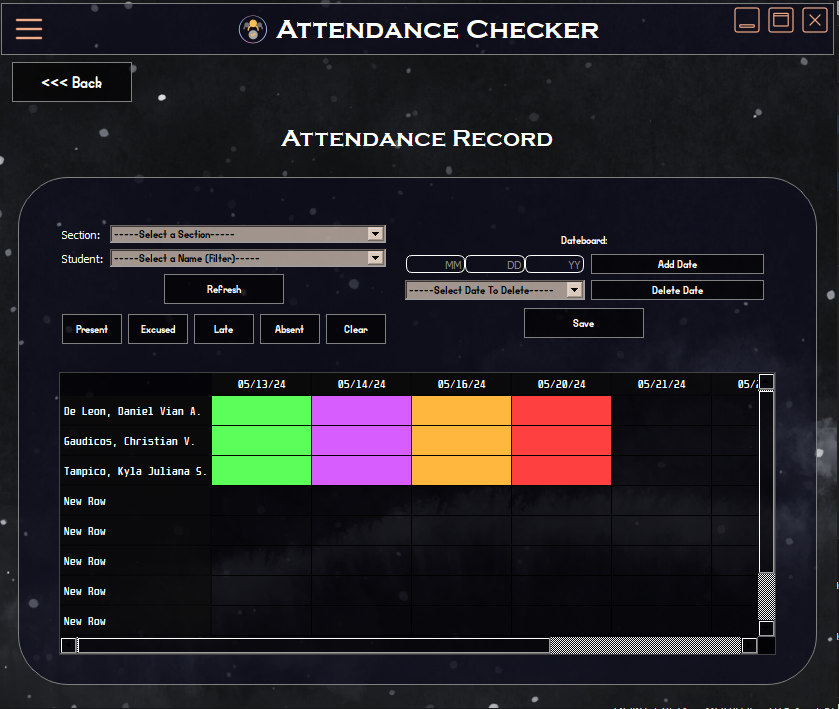 Attendance Checker
<<< Back
Attendance Record
Section: -----Select a Section-----
Student: -----Select a Name (Filter)-----
Refresh
Present Excused Late Absent Clear
Dateboard:
MM DD YY Add Date
-----Select Date To Delete----- Delete Date
Save
05/13/24 05/14/24 05/16/24 05/20/24 05/21/24 05/
De Leon, Daniel Vian A.
Gaudicos, Christian V.
Tampico, Kyla Juliana S.
New Row
New Row
New Row
New Row
New Row